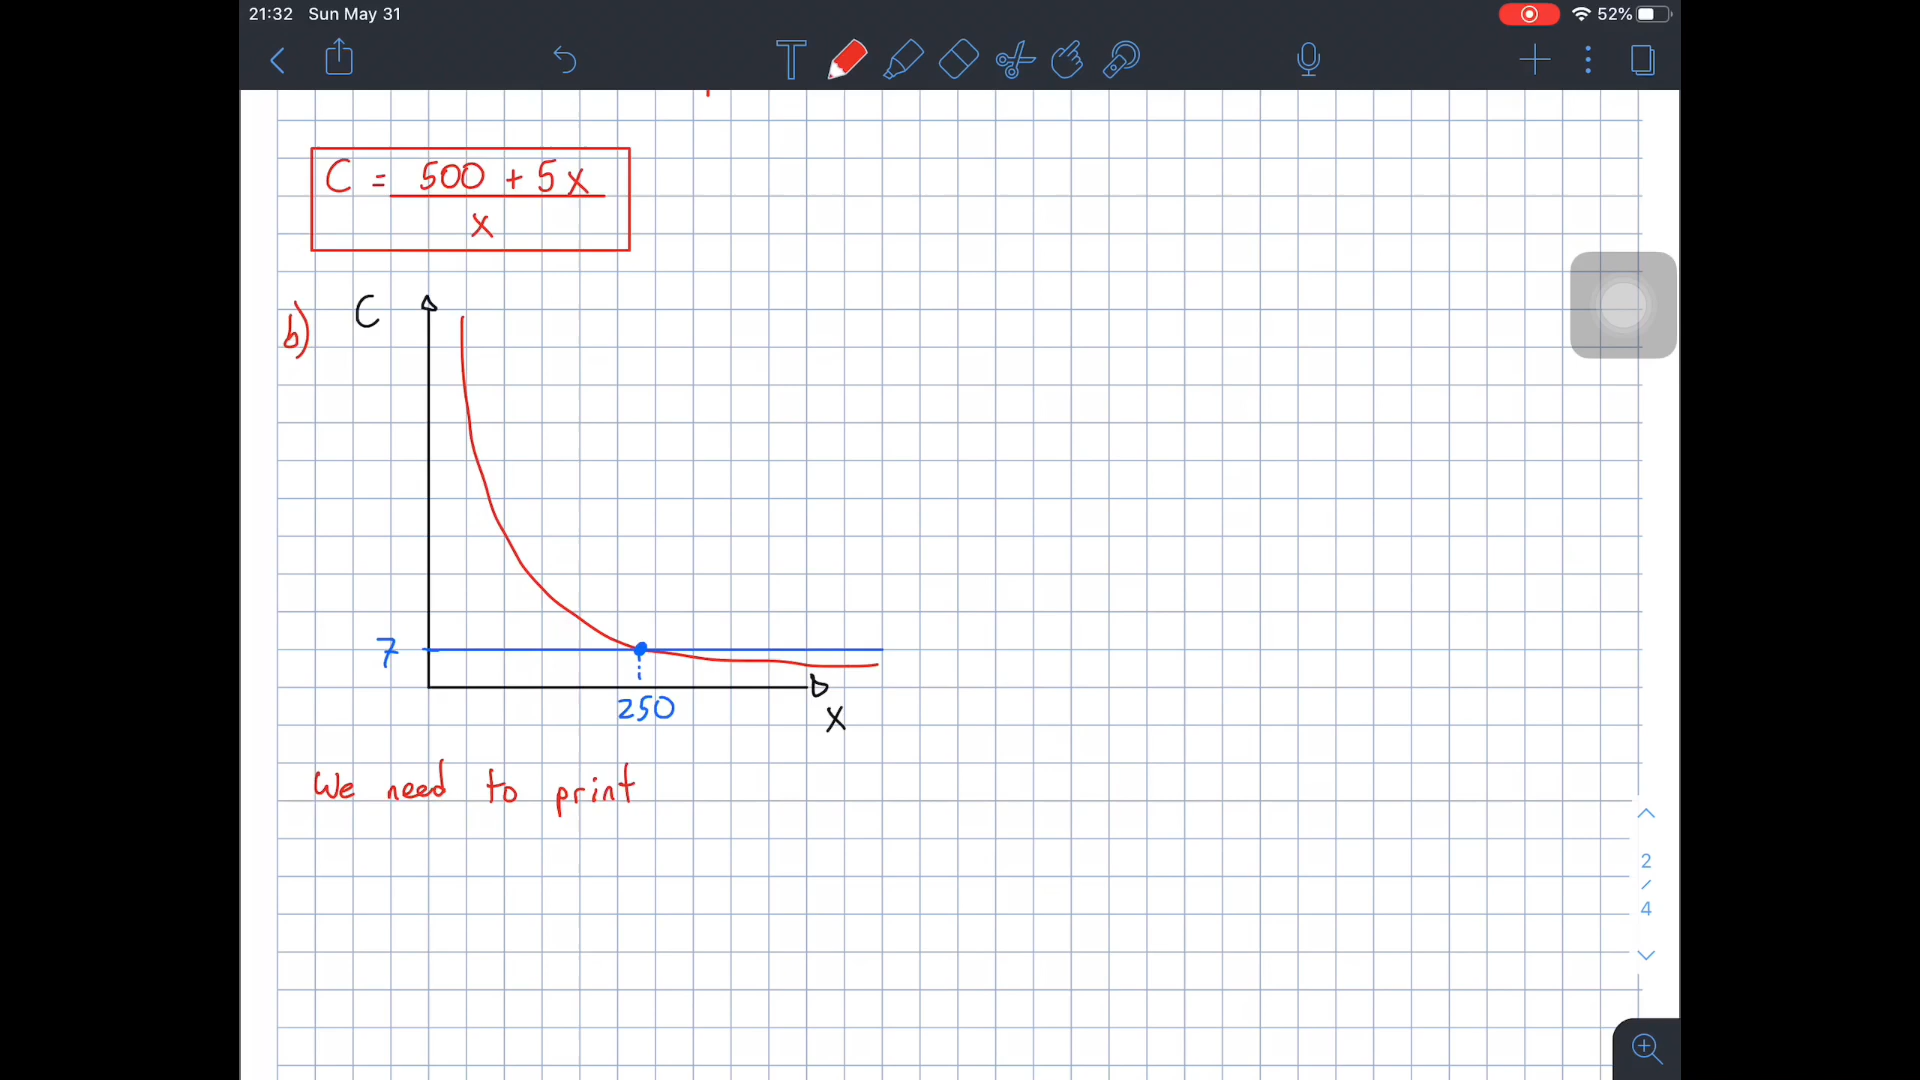 21:32 Sun May 31 52%
C = 500 + 5x
x
b) C
7
250
x
We need to print
2
/
4